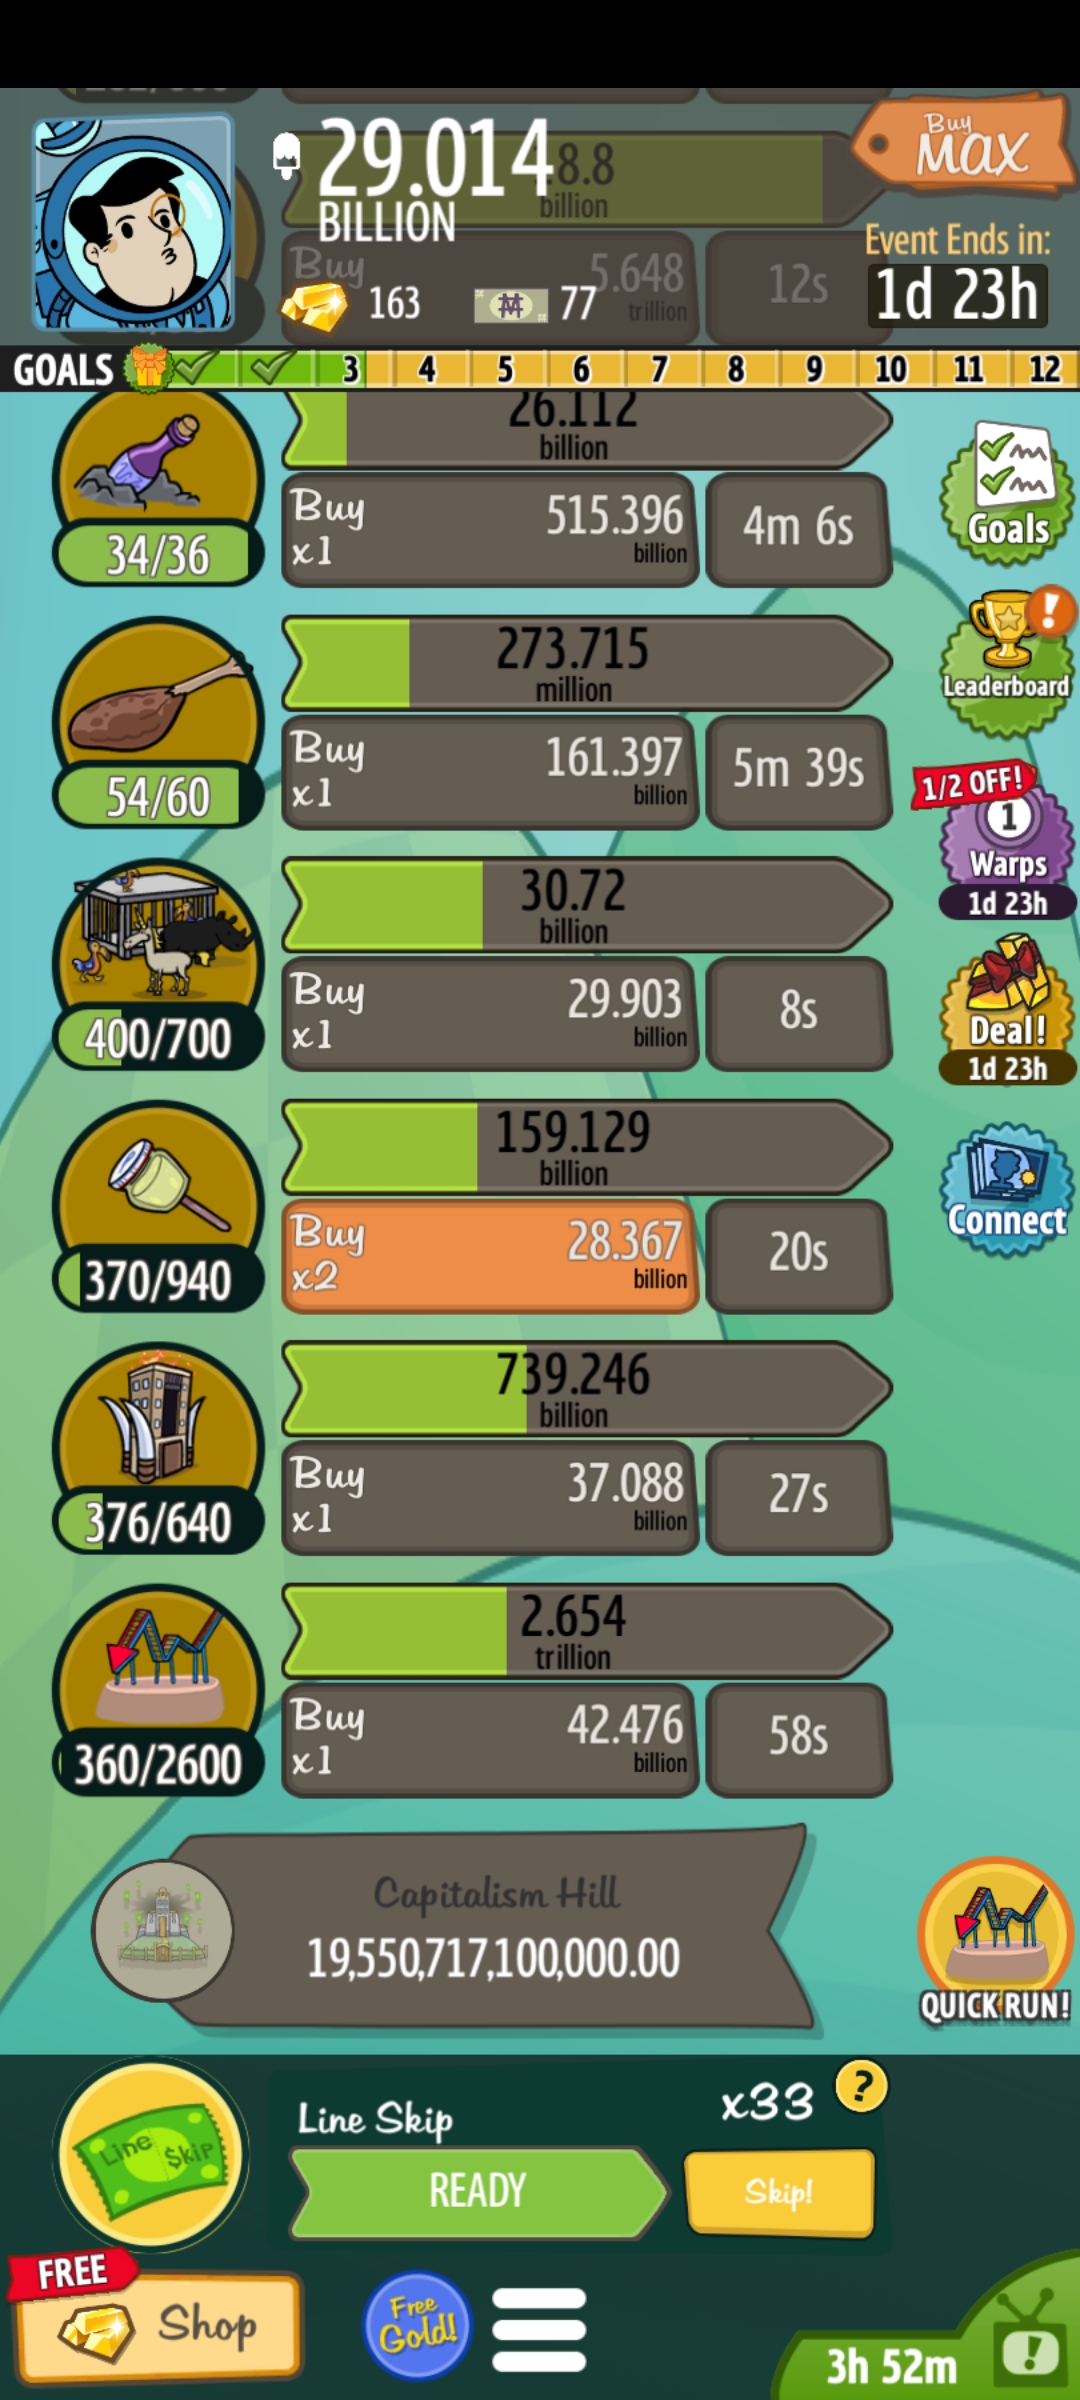 29.014
BILLION
8.8
billion
Buy
MAX
Buy
5.648
trillion
12s
163
77
Event Ends in:
1d 23h
GOALS
3
4
5
6
7
8
9
10
11
12
26.112
billion
34/36
Buy
x1
515.396
billion
4m 6s
Goals
273.715
million
54/60
Buy
x1
161.397
billion
5m 39s
!
Leaderboard
30.72
billion
400/700
Buy
x1
29.903
billion
8s
1/2 OFF!
1
Warps
1d 23h
Deal!
1d 23h
159.129
billion
370/940
Buy
x2
28.367
billion
20s
Connect
739.246
billion
376/640
Buy
x1
37.088
billion
27s
2.654
trillion
360/2600
Buy
x1
42.476
billion
58s
Capitalism Hill
19,550,717,100,000.00
QUICK RUN!
Line $kip
Line Skip
x33
?
READY
Skip!
FREE
Shop
Free
Gold!
3h 52m
!